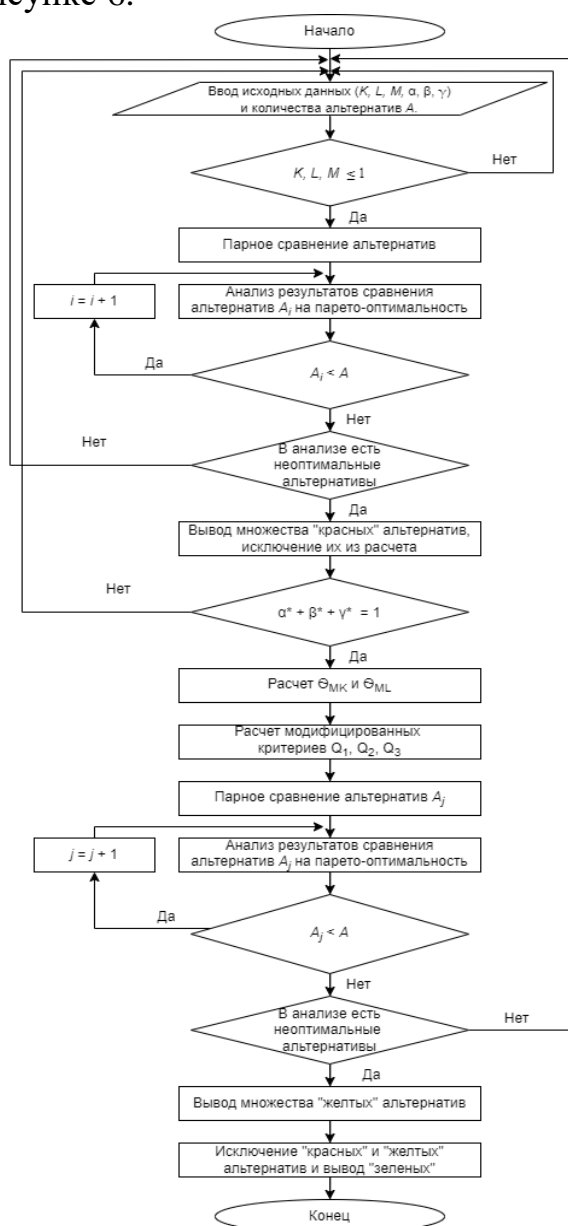 Начало
Ввод исходных данных (K, L, M, α, β, γ)
и количества альтернатив A.
K, L, M ≤ 1
Нет
Да
Парное сравнение альтернатив
i = i + 1
Анализ результатов сравнения
альтернатив Ai на парето-оптимальность
Да
Ai < A
Нет
Нет
В анализе есть
неоптимальные
альтернативы
Да
Вывод множества "красных" альтернатив,
исключение их из расчета
Нет
α* + β* + γ* = 1
Да
Расчет ӨMK и ӨML
Расчет модифицированных
критериев Q1, Q2, Q3
Парное сравнение альтернатив Aj
j = j + 1
Анализ результатов сравнения
альтернатив Aj на парето-оптимальность
Да
Aj < A
Нет
В анализе есть
неоптимальные
альтернативы
Нет
Да
Вывод множества "желтых" альтернатив
Исключение "красных" и "желтых"
альтернатив и вывод "зеленых"
Конец